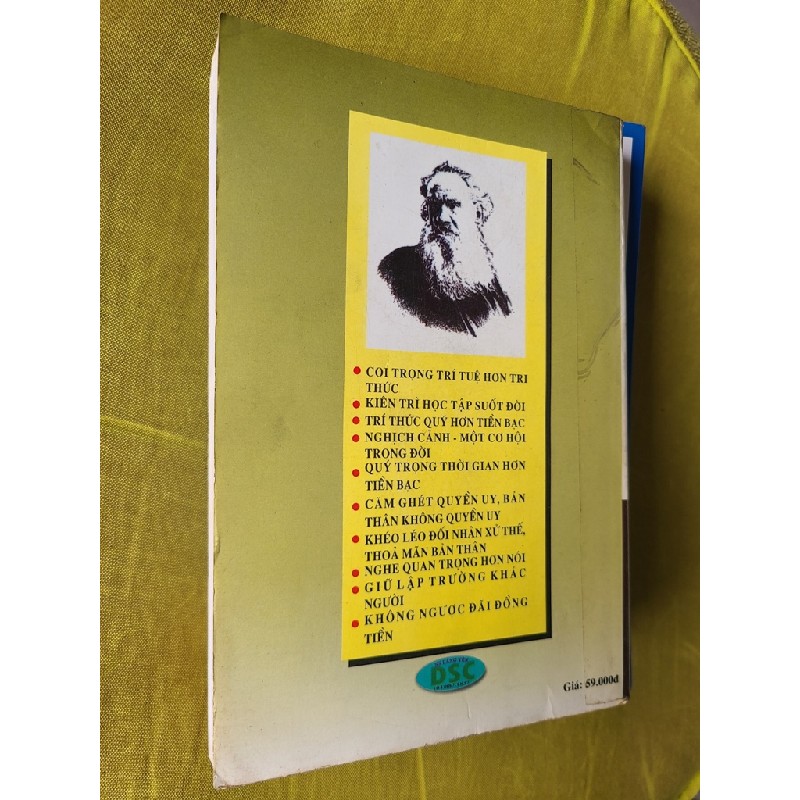 COI TRỌNG TRÍ TUỆ HƠN TRI
THỨC
KIÊN TRÌ HỌC TẬP SUỐT ĐỜI
TRÍ THỨC QUÝ HƠN TIỀN BẠC
NGHỊCH CẢNH - MỘT CƠ HỘI
TRONG ĐỜI
QUÝ TRỌNG THỜI GIAN HƠN
TIỀN BẠC
CĂM GHÉT QUYỀN UY, BẢN
THÂN KHÔNG QUYỀN UY
KHÉO LÉO ĐỐI NHÂN XỬ THẾ,
THOẢ MÃN BẢN THÂN
NGHE QUAN TRỌNG HƠN NÓI
GIỮ LẬP TRƯỜNG KHÁC
NGƯỜI
KHÔNG NGƯỢC ĐÃI ĐỒNG
TIỀN
DSC
Giá: 59.000đ